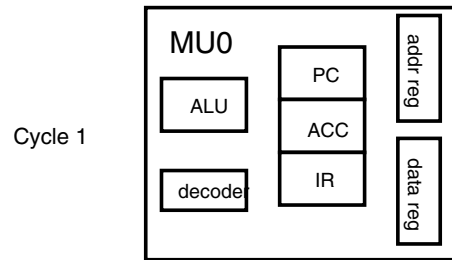 MU0
PC
addr reg
ALU
ACC
Cycle 1
IR
decoder
data reg